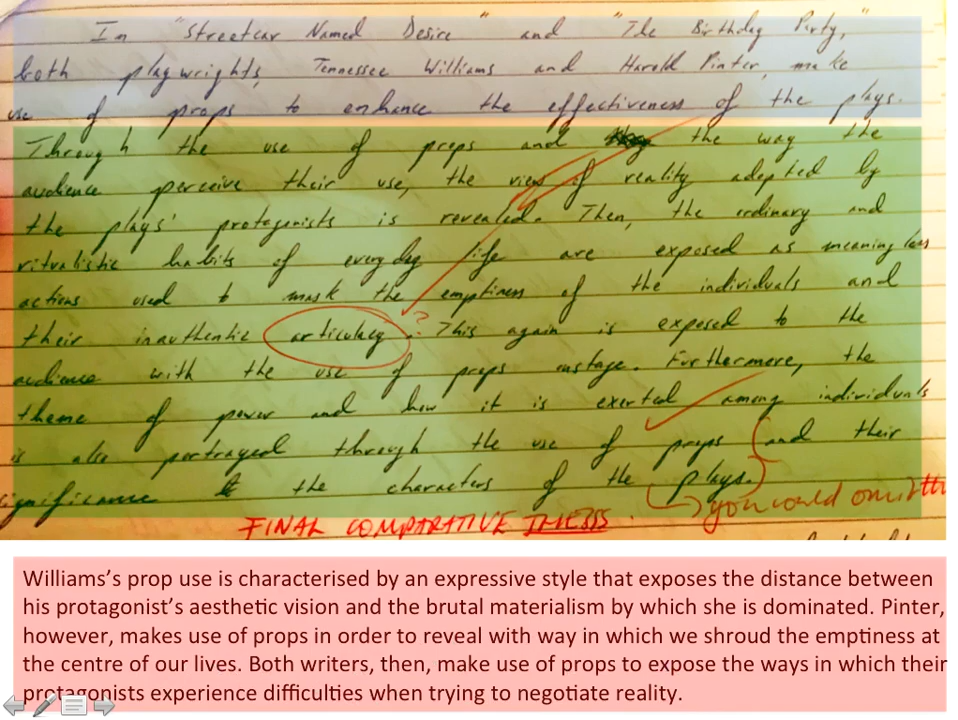 In "Streetcar Named Desire" and "The Birthday Party,"
both playwrights, Tennessee Williams and Harold Pinter, make
use of props to enhance the effectiveness of the plays.
Through the use of props and the way the
audience perceive their use, the view of reality adopted by
the plays' protagonists is revealed. Then, the ordinary and
ritualistic habits of everyday life are exposed as meaningless
actions used to mask the emptiness of the individuals and
their inauthentic articulacy. ? This again is exposed to the
audience with the use of props onstage. Furthermore, the
theme of power and how it is exerted among individuals
is also portrayed through the use of props (and their
significance to the characters of the plays.)
you could omit this
FINAL COMPARATIVE THESIS.
Williams's prop use is characterised by an expressive style that exposes the distance between
his protagonist's aesthetic vision and the brutal materialism by which she is dominated. Pinter,
however, makes use of props in order to reveal with way in which we shroud the emptiness at
the centre of our lives. Both writers, then, make use of props to expose the ways in which their
protagonists experience difficulties when trying to negotiate reality.